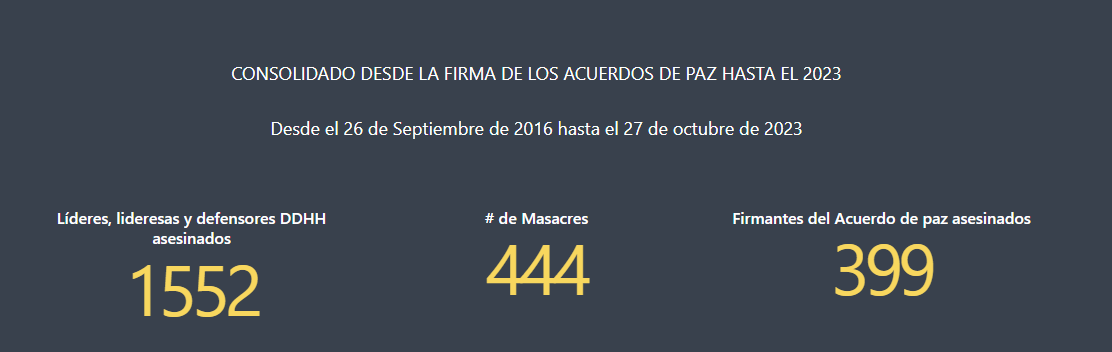 CONSOLIDADO DESDE LA FIRMA DE LOS ACUERDOS DE PAZ HASTA EL 2023
Desde el 26 de Septiembre de 2016 hasta el 27 de octubre de 2023
Líderes, lideresas y defensores DDHH
asesinados
1552
# de Masacres
444
Firmantes del Acuerdo de paz asesinados
399